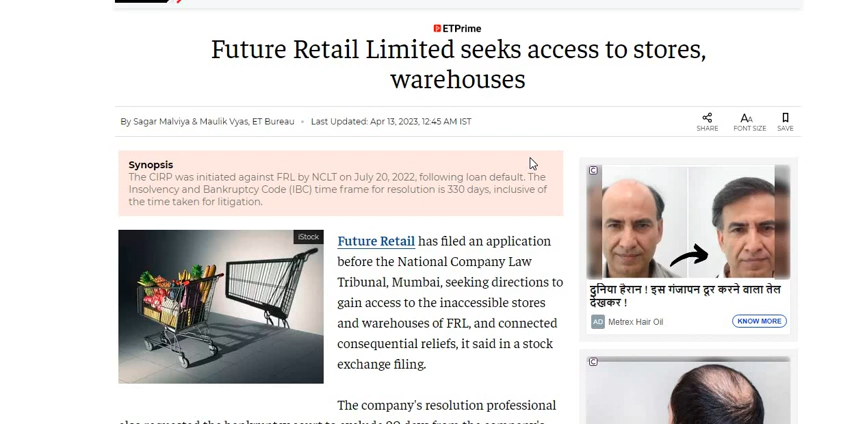 ETPrime
Future Retail Limited seeks access to stores,
warehouses
By Sagar Malviya & Maulik Vyas, ET Bureau • Last Updated: Apr 13, 2023, 12:45 AM IST
SHARE
AA
FONT SIZE
SAVE
Synopsis
The CIRP was initiated against FRL by NCLT on July 20, 2022, following loan default. The
Insolvency and Bankruptcy Code (IBC) time frame for resolution is 330 days, inclusive of
the time taken for litigation.
iStock
Future Retail has filed an application
before the National Company Law
Tribunal, Mumbai, seeking directions to
gain access to the inaccessible stores
and warehouses of FRL, and connected
consequential reliefs, it said in a stock
exchange filing.
The company's resolution professional
दुनिया हैरान ! इस गंजापन दूर करने वाला तेल
देखकर !
AD Metrex Hair Oil
KNOW MORE